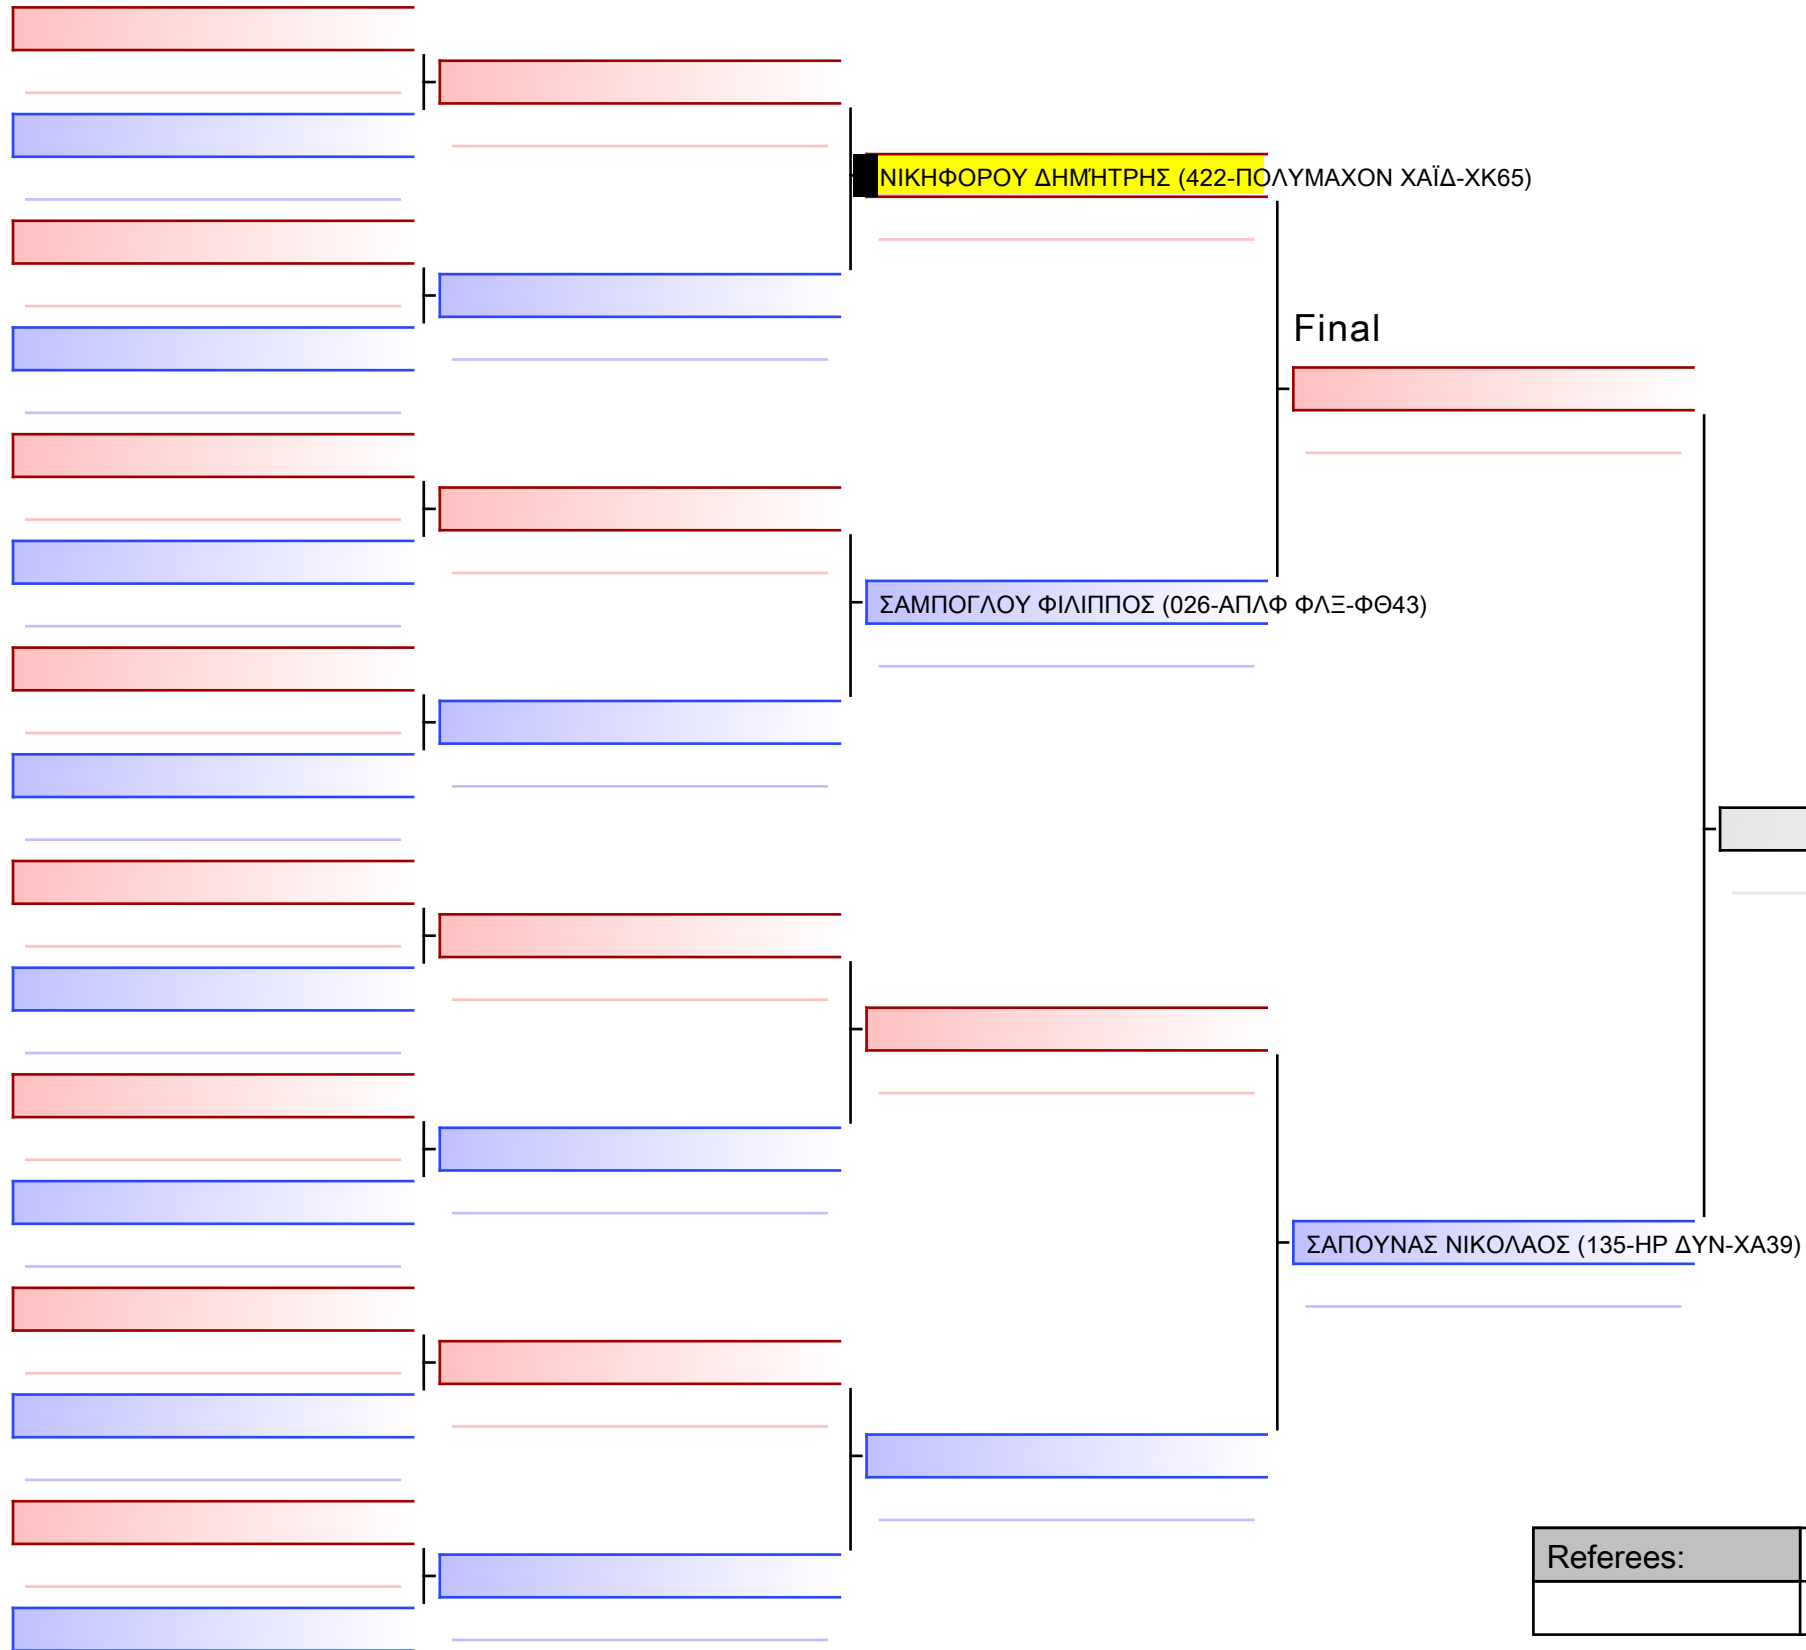 ΝΙΚΗΦΟΡΟΥ ΔΗΜΉΤΡΗΣ (422-ΠΟΛΥΜΑΧΟΝ ΧΑΪΔ-ΧΚ65)
Final
ΣΑΜΠΟΓΛΟΥ ΦΙΛΙΠΠΟΣ (026-ΑΠΛΦ ΦΛΞ-ΦΘ43)
ΣΑΠΟΥΝΑΣ ΝΙΚΟΛΑΟΣ (135-ΗΡ ΔΥΝ-ΧΑ39)
Referees: